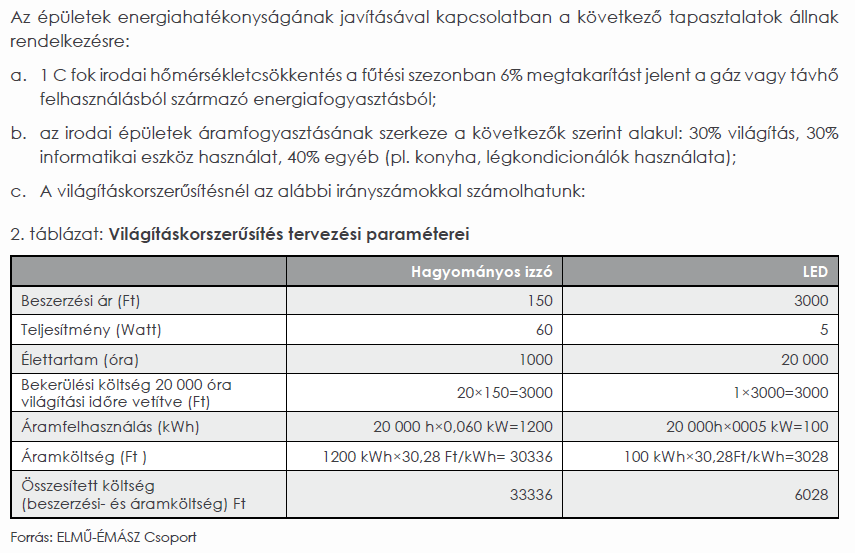 Az épületek energiahatékonyságának javításával kapcsolatban a következő tapasztalatok állnak
rendelkezésre:
a. 1 C fok irodai hőmérsékletcsökkentés a fűtési szezonban 6% megtakarítást jelent a gáz vagy távhő
felhasználásból származó energiafogyasztásból;
b. az irodai épületek áramfogyasztásának szerkeze a következők szerint alakul: 30% világítás, 30%
informatikai eszköz használat, 40% egyéb (pl. konyha, légkondicionálók használata);
c. A világításkorszerűsítésnél az alábbi irányszámokkal számolhatunk:
2. táblázat: Világításkorszerűsítés tervezési paraméterei
Hagyományos izzó LED
Beszerzési ár (Ft) 150 3000
Teljesítmény (Watt) 60 5
Élettartam (óra) 1000 20 000
Bekerülési költség 20 000 óra
világítási időre vetítve (Ft) 20×150=3000 1×3000=3000
Áramfelhasználás (kWh) 20 000 h×0,060 kW=1200 20 000h×0005 kW=100
Áramköltség (Ft ) 1200 kWh×30,28 Ft/kWh= 30336 100 kWh×30,28Ft/kWh=3028
Összesített költség
(beszerzési- és áramköltség) Ft 33336 6028
Forrás: ELMŰ-ÉMÁSZ Csoport